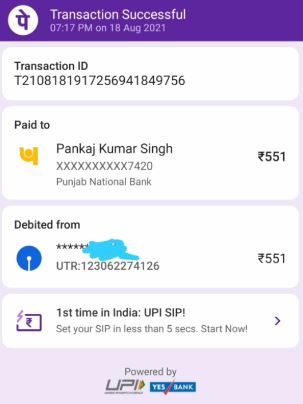 पे
Transaction Successful
07:17 PM on 18 Aug 2021
Transaction ID
T2108181917256941849756
Paid to
Pankaj Kumar Singh
₹551
XXXXXXXXXX7420
Punjab National Bank
Debited from
******
₹551
UTR:123062274126
1st time in India: UPI SIP!
Set your SIP in less than 5 secs. Start Now!
Powered by
UPI YES BANK